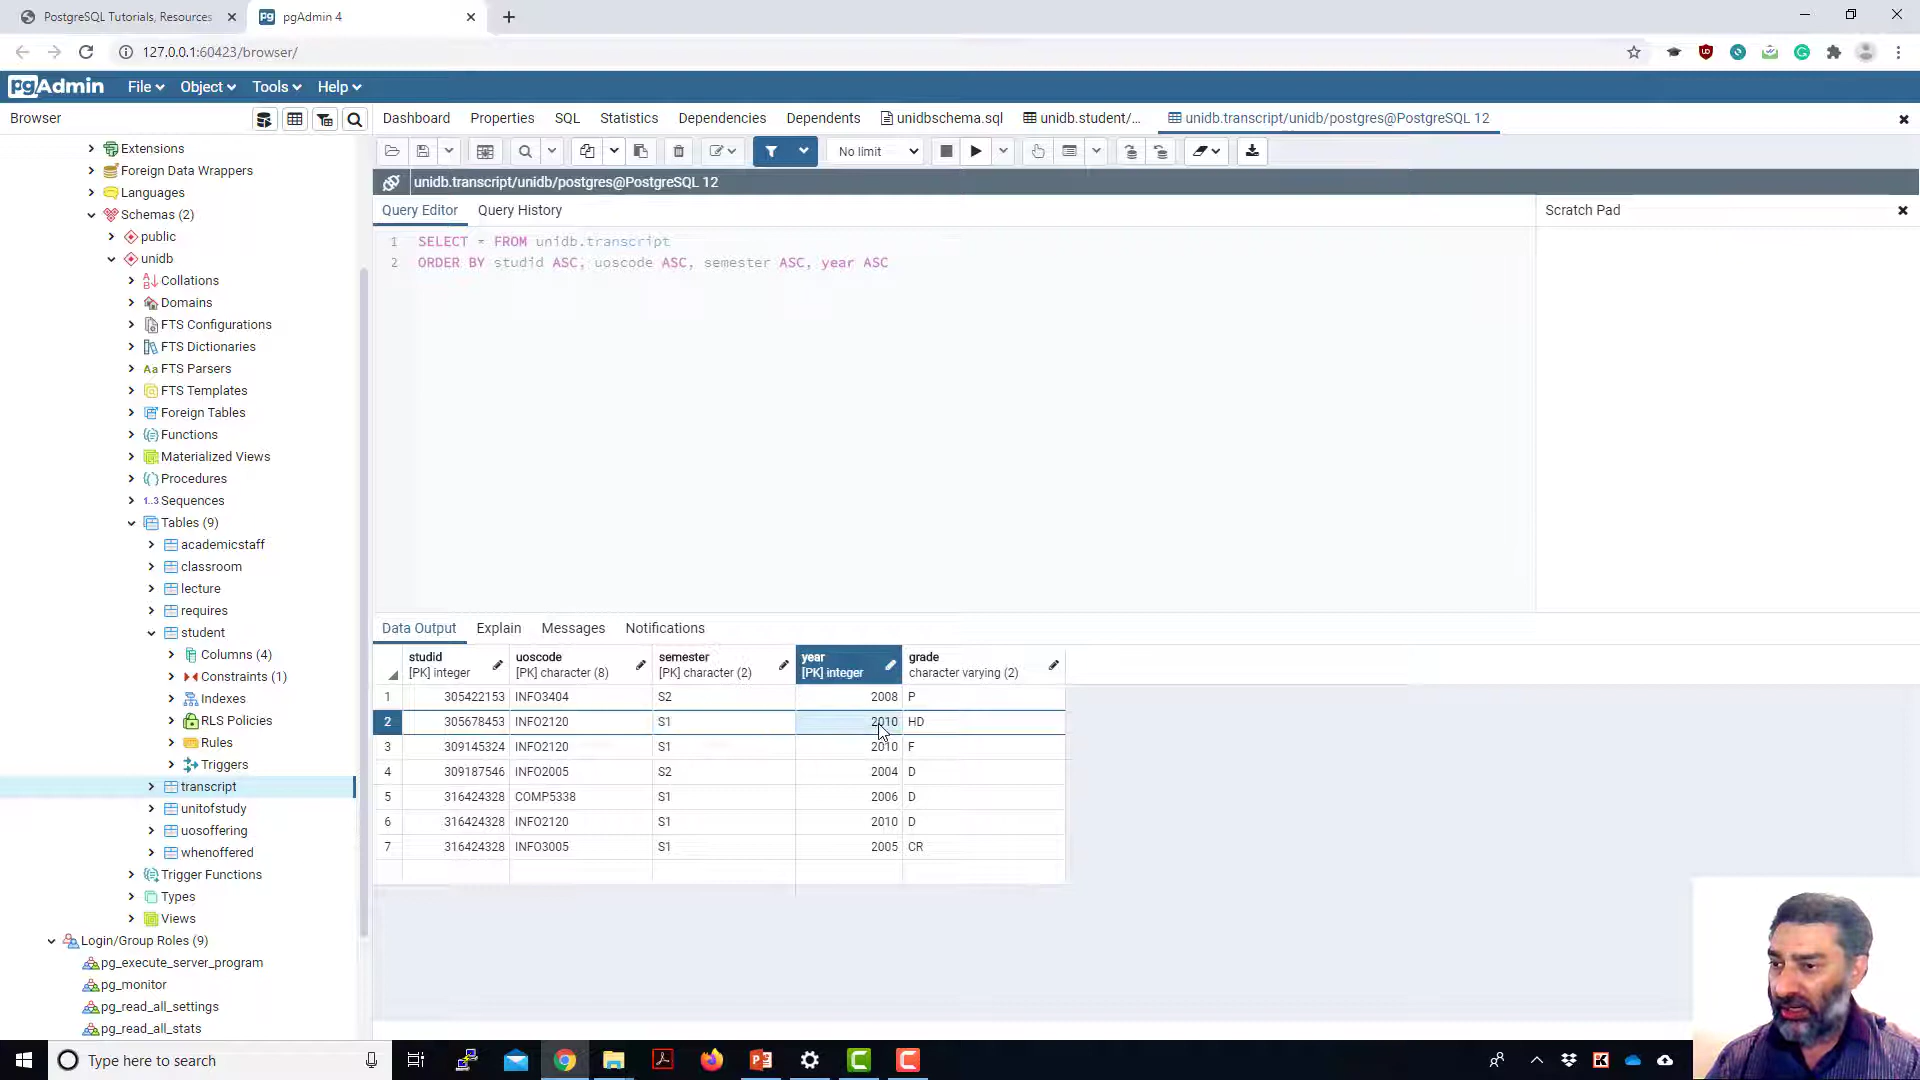 PostgreSQL Tutorials, Resources
pgAdmin 4
127.0.0.1:60423/browser/
pgAdmin
File
Object
Tools
Help
Browser
Dashboard
Properties
SQL
Statistics
Dependencies
Dependents
unidbschema.sql
unidb.student/...
unidb.transcript/unidb/postgres@PostgreSQL 12
No limit
unidb.transcript/unidb/postgres@PostgreSQL 12
Query Editor
Query History
Scratch Pad
1 SELECT * FROM unidb.transcript
2 ORDER BY studid ASC, uoscode ASC, semester ASC, year ASC
Extensions
Foreign Data Wrappers
Languages
Schemas (2)
public
unidb
Collations
Domains
FTS Configurations
FTS Dictionaries
Aa FTS Parsers
FTS Templates
Foreign Tables
Functions
Materialized Views
Procedures
1..3 Sequences
Tables (9)
academicstaff
classroom
lecture
requires
student
Columns (4)
Constraints (1)
Indexes
RLS Policies
Rules
Triggers
transcript
unitofstudy
uosoffering
whenoffered
Trigger Functions
Types
Views
Login/Group Roles (9)
pg_execute_server_program
pg_monitor
pg_read_all_settings
pg_read_all_stats
Data Output
Explain
Messages
Notifications
studid uoscode semester year grade
[PK] integer [PK] character (8) [PK] character (2) [PK] integer character varying (2)
1 305422153 INFO3404 S2 2008 P
2 305678453 INFO2120 S1 2010 HD
3 309145324 INFO2120 S1 2010 F
4 309187546 INFO2005 S2 2004 D
5 316424328 COMP5338 S1 2006 D
6 316424328 INFO2120 S1 2010 D
7 316424328 INFO3005 S1 2005 CR
Type here to search